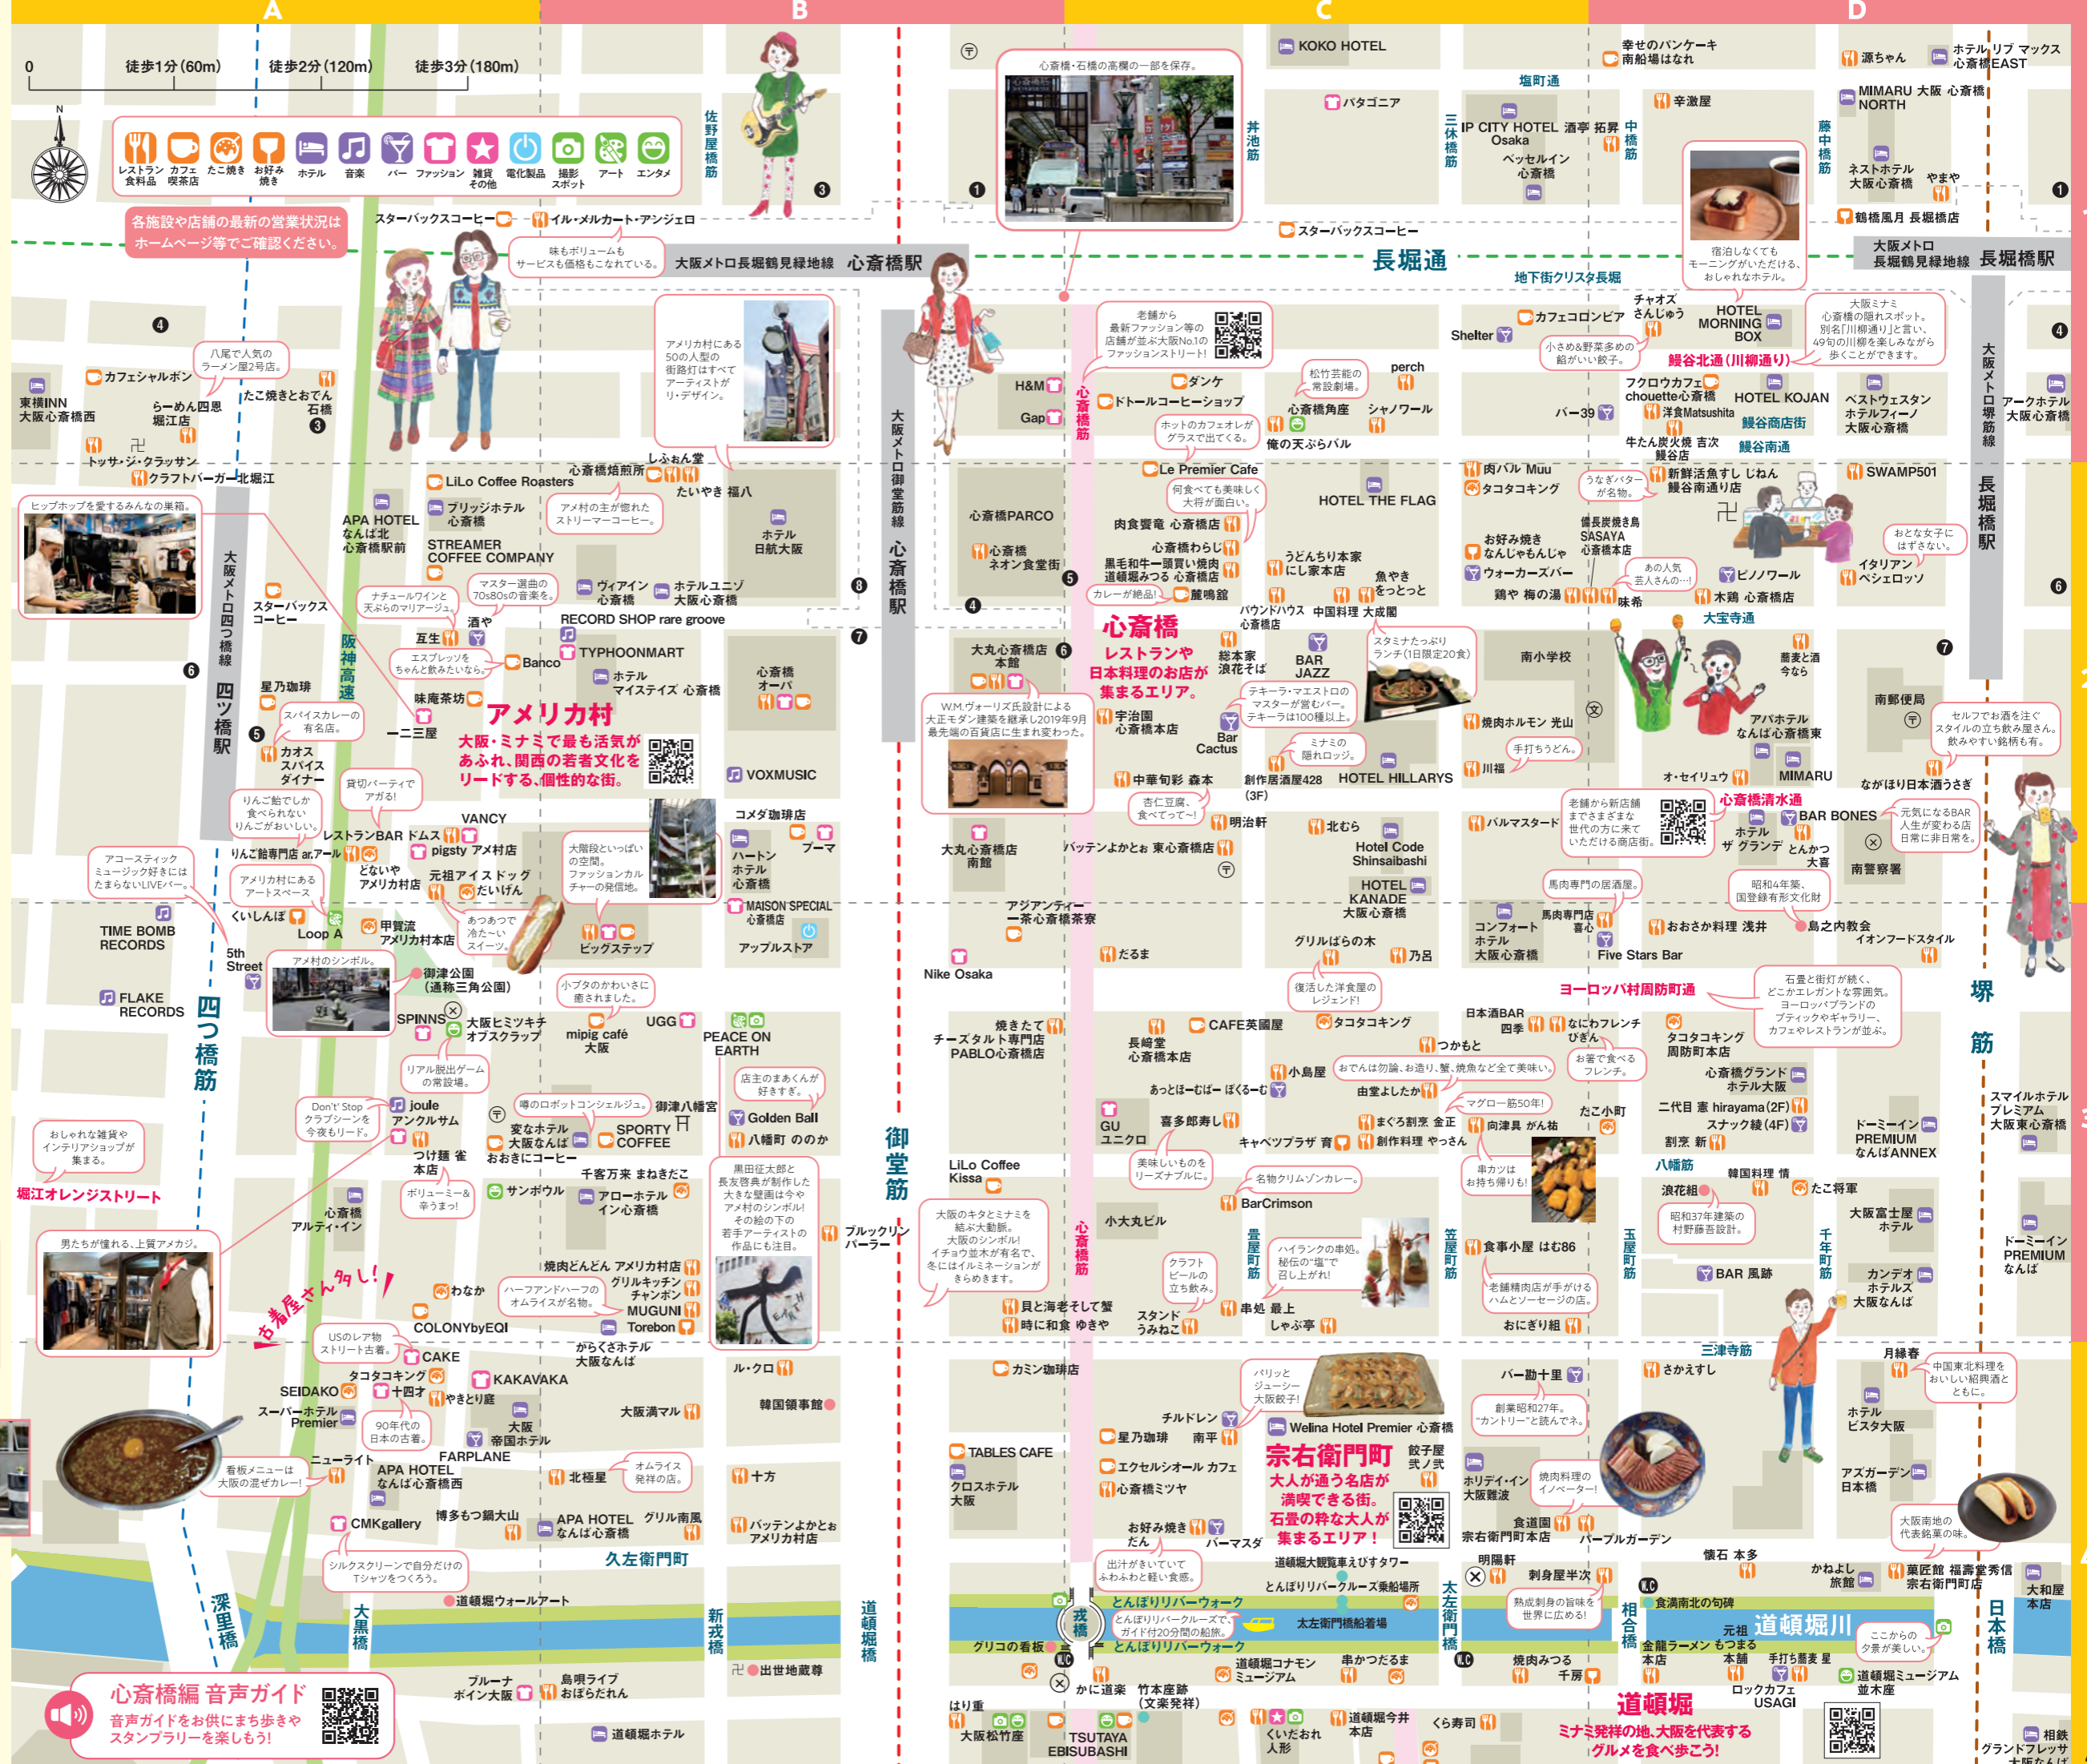 A
B
C
D
0
徒歩1分(60m)
徒歩2分(120m)
徒歩3分(180m)
N
レストラン
食料品
カフェ
喫茶店
たこ焼き
お好み
焼き
ホテル
音楽
バー
ファッション
雑貨
その他
電化製品
撮影
スポット
アート
エンタメ
各施設や店舗の最新の営業状況は
ホームページ等でご確認ください。
佐野屋橋筋
スターバックスコーヒー
イル・メルカート・アンジェロ
味もボリュームも
サービスも価格もこなれている。
大阪メトロ長堀鶴見緑地線 心斎橋駅
心斎橋・石橋の高欄の一部を保存。
KOKO HOTEL
パタゴニア
丼池筋
三休橋筋
塩町通
IP CITY HOTEL
Osaka
酒亭 拓昇
ベッセルイン
心斎橋
幸せのパンケーキ
南船場はなれ
辛激屋
中橋筋
藤中橋筋
源ちゃん
ホテル リブ マックス
心斎橋EAST
MIMARU 大阪 心斎橋
NORTH
ネストホテル
大阪心斎橋
やまや
鶴橋風月 長堀橋店
スターバックスコーヒー
長堀通
地下街クリスタ長堀
宿泊しなくても
モーニングがいただける、
おしゃれなホテル。
大阪メトロ
長堀鶴見緑地線 長堀橋駅
八尾で人気の
ラーメン屋2号店。
カフェシャルボン
東横INN
大阪心斎橋西
らーめん四恩
堀江店
たこ焼きとおでん
石橋
トッサ・ジ・クラッサン
クラフトバーガー北堀江
アメリカ村にある
50の人型の
街路灯はすべて
アーティストが
リ・デザイン。
大阪メトロ御堂筋線 心斎橋駅
老舗から
最新ファッション等の
店舗が並ぶ大阪No.1の
ファッションストリート!
H&M
Gap
心斎橋筋
ダンケ
ドトールコーヒーショップ
ホットのカフェオレが
グラスで出てくる。
松竹芸能の
常設劇場。
心斎橋角座
俺の天ぷらバル
perch
シャノワール
Shelter
カフェコロンビア
チャオズ
さんじゅう
小さめ&野菜多めの
餡がいい餃子。
HOTEL
MORNING
BOX
大阪ミナミ
心斎橋の隠れスポット。
別名「川柳通り」と言い、
49句の川柳を楽しみながら
歩くことができます。
鰻谷北通(川柳通り)
フクロウカフェ
chouette心斎橋
バー39
洋食Matsushita
HOTEL KOJAN
鰻谷商店街
ベストウェスタン
ホテルフィーノ
大阪心斎橋
アークホテル
大阪心斎橋
牛たん炭火焼 吉次
鰻谷店
鰻谷南通
大阪メトロ堺筋線 長堀橋駅
ヒップホップを愛するみんなの巣箱。
大阪メトロ四つ橋線 四ツ橋駅
APA HOTEL
なんば北
心斎橋駅前
LiLo Coffee Roasters
心斎橋焙煎所
しふぉん堂
たいやき 福八
ブリッジホテル
心斎橋
アメ村の主が惚れた
ストリーマーコーヒー。
STREAMER
COFFEE COMPANY
ホテル
日航大阪
スターバックス
コーヒー
ナチュールワインと
天ぷらのマリアージュ。
マスター選曲の
70s80sの音楽を。
ヴィアイン
心斎橋
ホテルユニゾ
大阪心斎橋
互生
酒や
RECORD SHOP rare groove
TYPHOONMART
エスプレッソを
ちゃんと飲みたいなら。
Banco
ホテル
マイステイズ 心斎橋
心斎橋
オーパ
阪神高速
味庵茶坊
一二三屋
星乃珈琲
スパイスカレーの
有名店。
カオス
スパイス
ダイナー
アメリカ村
大阪・ミナミで最も活気が
あふれ、関西の若者文化を
リードする、個性的な街。
VOXMUSIC
貸切パーティで
アガる!
りんご飴でしか
食べられない
りんごがおいしい。
レストランBAR ドムス
りんご飴専門店 ar.アール
VANCY
pigsty アメ村店
どないや
アメリカ村店
元祖アイスドッグ
だいげん
アメリカ村にある
アートスペース
アコースティック
ミュージック好きには
たまらないLIVEバー。
くいしんぼ
Loop A
甲賀流
アメリカ村本店
あつあつで
冷た〜い
スイーツ。
大階段といっぱい
の空間。
ファッションカル
チャーの発信地。
ビッグステップ
コメダ珈琲店
ハートン
ホテル
心斎橋
プーマ
MAISON SPECIAL
心斎橋店
アップルストア
心斎橋PARCO
心斎橋
ネオン食堂街
Le Premier Cafe
何食べても美味しく
大将が面白い。
肉食響竜 心斎橋店
心斎橋わらじ
黒毛和牛一頭買い焼肉
道頓堀みつる 心斎橋店
カレーが絶品!
麓鳴舘
HOTEL THE FLAG
うどんちり本家
にし家本店
魚やき
をっとっと
バウンドハウス
心斎橋店
中国料理 大成閣
肉バル Muu
タコタコキング
うなぎバター
が名物。
新鮮活魚すし じねん
鰻谷南通り店
SWAMP501
お好み焼き
なんじゃもんじゃ
備長炭焼き鳥
SASAYA
心斎橋本店
ウォーカーズバー
あの人気
芸人さんの…!
鶏や 梅の湯
味希
ピノノワール
木鶏 心斎橋店
おとな女子に
はずさない。
イタリアン
ペシェロッソ
大宝寺通
大丸心斎橋店
本館
W.M.ヴォーリズ氏設計による
大正モダン建築を継承し2019年9月
最先端の百貨店に生まれ変わった。
心斎橋
レストランや
日本料理のお店が
集まるエリア。
宇治園
心斎橋本店
総本家
浪花そば
BAR
JAZZ
スタミナたっぷり
ランチ(1日限定20食)
テキーラ・マエストロの
マスターが営むバー。
テキーラは100種以上。
Bar
Cactus
ミナミの
隠れロッジ。
創作居酒屋428
(3F)
HOTEL HILLARYS
中華旬彩 森本
杏仁豆腐、
食べてって〜!
明治軒
バッテンよかとぉ 東心斎橋店
北むら
Hotel Code
Shinsaibashi
HOTEL
KANADE
大阪心斎橋
大丸心斎橋店
南館
南小学校
焼肉ホルモン 光山
手打ちうどん。
川福
蕎麦と酒
今なら
南郵便局
アパホテル
なんば心斎橋東
オ・セイリュウ
MIMARU
セルフでお酒を注ぐ
スタイルの立ち飲み屋さん。
飲みやすい銘柄も有。
ながほり日本酒うさぎ
心斎橋清水通
老舗から新店舗
までさまざまな
世代の方に来て
いただける商店街。
バルマスタード
ホテル
ザ グランデ
BAR BONES
とんかつ
大喜
元気になるBAR
人生が変わる店
日常に非日常を。
南警察署
馬肉専門の居酒屋。
昭和4年築、
国登録有形文化財
コンフォート
ホテル
大阪心斎橋
馬肉専門店
喜心
おおさか料理 浅井
島之内教会
イオンフードスタイル
Five Stars Bar
TIME BOMB
RECORDS
FLAKE
RECORDS
5th
Street
四つ橋筋
アメ村のシンボル。
御津公園
(通称三角公園)
SPINNS
大阪ヒミツキチ
オブスクラップ
リアル脱出ゲーム
の常設場。
小ブタのかわいさに
癒されました。
mipig café
大阪
UGG
PEACE ON
EARTH
店主のまあくんが
好きすぎ。
Golden Ball
Don't' Stop
クラブシーンを
今夜もリード。
joule
アンクルサム
噂のロボットコンシェルジュ。
変なホテル
大阪なんば
おおきにコーヒー
SPORTY
COFFEE
御津八幡宮
八幡町 ののか
つけ麺 雀
本店
ボリューミー&
辛うまっ!
サンボウル
千客万来 まねきだこ
アローホテル
イン心斎橋
黒田征太郎と
長友啓典が制作した
大きな壁画は今や
アメ村のシンボル!
その絵の下の
若手アーティストの
作品にも注目。
ブルックリン
パーラー
おしゃれな雑貨や
インテリアショップが
集まる。
堀江オレンジストリート
心斎橋
アルティ・イン
男たちが憧れる、上質アメカジ。
古着屋さん多し!
わなか
COLONYbyEQI
焼肉どんどん アメリカ村店
グリルキッチン
チャンボン
ハーフアンドハーフの
オムライスが名物。
MUGUNI
Torebon
御堂筋
Nike Osaka
アジアンティー
一茶心斎橋茶寮
だるま
グリルばらの木
復活した洋食屋の
レジェンド!
乃呂
焼きたて
チーズタルト専門店
PABLO心斎橋店
長﨑堂
心斎橋本店
CAFE英國屋
タコタコキング
日本酒BAR
四季
なにわフレンチ
びぎん
お箸で食べる
フレンチ。
つかもと
小島屋
おでんは勿論、お造り、蟹、焼魚など全て美味い。
あっとほーむばー ぼくるーむ
由堂よしたか
マグロ一筋50年!
GU
ユニクロ
喜多郎寿し
まぐろ割烹 金正
キャベツプラザ 育
創作料理 やっさん
向津具 がん祐
たこ小町
美味しいものを
リーズナブルに。
名物クリムゾンカレー。
BarCrimson
串カツは
お持ち帰りも!
LiLo Coffee
Kissa
大阪のキタとミナミを
結ぶ大動脈。
大阪のシンボル!
イチョウ並木が有名で、
冬にはイルミネーションが
きらめきます。
小大丸ビル
心斎橋筋
クラフト
ビールの
立ち飲み。
畳屋町筋
ハイランクの串処。
秘伝の“塩”で
召し上がれ!
笠屋町筋
食事小屋 はむ86
老舗精肉店が手がける
ハムとソーセージの店。
貝と海老そして蟹
時に和食 ゆきや
スタンド
うみねこ
串処 最上
しゃぶ亭
おにぎり組
ヨーロッパ村周防町通
石畳と街灯が続く、
どこかエレガントな雰囲気。
ヨーロッパブランドの
ブティックやギャラリー、
カフェやレストランが並ぶ。
堺筋
タコタコキング
周防町本店
心斎橋グランド
ホテル大阪
二代目 憲 hirayama(2F)
スナック綾(4F)
割烹 新
ドーミーイン
PREMIUM
なんばANNEX
スマイルホテル
プレミアム
大阪東心斎橋
八幡筋
浪花組
韓国料理 情
たこ将軍
昭和37年建築の
村野藤吾設計。
大阪富士屋
ホテル
玉屋町筋
千年町筋
BAR 風跡
カンデオ
ホテルズ
大阪なんば
ドーミーイン
PREMIUM
なんば
三津寺筋
USのレア物
ストリート古着。
CAKE
タコタコキング
SEIDAKO
十四才
やきとり庭
KAKAVAKA
からくさホテル
大阪なんば
ル・クロ
スーパーホテル
Premier
90年代の
日本の古着。
大阪
帝国ホテル
FARPLANE
大阪満マル
韓国領事館
看板メニューは
大阪の混ぜカレー!
ニューライト
APA HOTEL
なんば心斎橋西
北極星
オムライス
発祥の店。
十方
CMKgallery
博多もつ鍋大山
APA HOTEL
なんば心斎橋
グリル南風
バッテンよかとぉ
アメリカ村店
シルクスクリーンで自分だけの
Tシャツをつくろう。
久左衛門町
道頓堀ウォールアート
深里橋
大黒橋
新戎橋
道頓堀橋
カミン珈琲店
パリッと
ジューシー
大阪餃子!
チルドレン
Welina Hotel Premier 心斎橋
星乃珈琲
南平
TABLES CAFE
クロスホテル
大阪
エクセルシオール カフェ
心斎橋ミツヤ
宗右衛門町
大人が通う名店が
満喫できる街。
石畳の粋な大人が
集まるエリア！
餃子屋
弐ノ弐
お好み焼き
だん
バーマスダ
出汁がきいていて
ふわふわと軽い食感。
バー勘十里
創業昭和27年。
“カントリー”と読んでネ。
さかえすし
月縁春
中国東北料理を
おいしい紹興酒と
ともに。
ホテル
ビスタ大阪
ホリデイ・イン
大阪難波
焼肉料理の
イノベーター!
食道園
宗右衛門町本店
パープルガーデン
アズガーデン
日本橋
大阪南地の
代表銘菓の味。
明陽軒
刺身屋半次
熟成刺身の旨味を
世界に広める!
懐石 本多
かねよし
旅館
菓匠館 福壽堂秀信
宗右衛門町店
大和屋
本店
道頓堀大観覧車えびすタワー
とんぼりリバークルーズ乗船場所
とんぼりリバーウォーク
戎橋
とんぼりリバークルーズで、
ガイド付20分間の船旅。
太左衛門橋船着場
太左衛門橋
とんぼりリバーウォーク
グリコの看板
W.C
相合橋
食満南北の句碑
道頓堀川
ここからの
夕景が美しい。
日本橋
心斎橋編 音声ガイド
音声ガイドをお供にまち歩きや
スタンプラリーを楽しもう!
ブルーナ
ボイン大阪
島唄ライブ
おぼらだれん
出世地蔵尊
道頓堀ホテル
はり重
大阪松竹座
かに道楽
竹本座跡
(文楽発祥)
TSUTAYA
EBISUBASHI
道頓堀コナモン
ミュージアム
串かつだるま
くいだおれ
人形
道頓堀今井
本店
くら寿司
焼肉みつる
千房
金龍ラーメン
本店
元祖
もつまる
本舗
手打ち蕎麦 星
ロックカフェ
USAGI
道頓堀ミュージアム
並木座
道頓堀
ミナミ発祥の地、大阪を代表する
グルメを食べ歩こう!
相鉄
グランドフレッサ